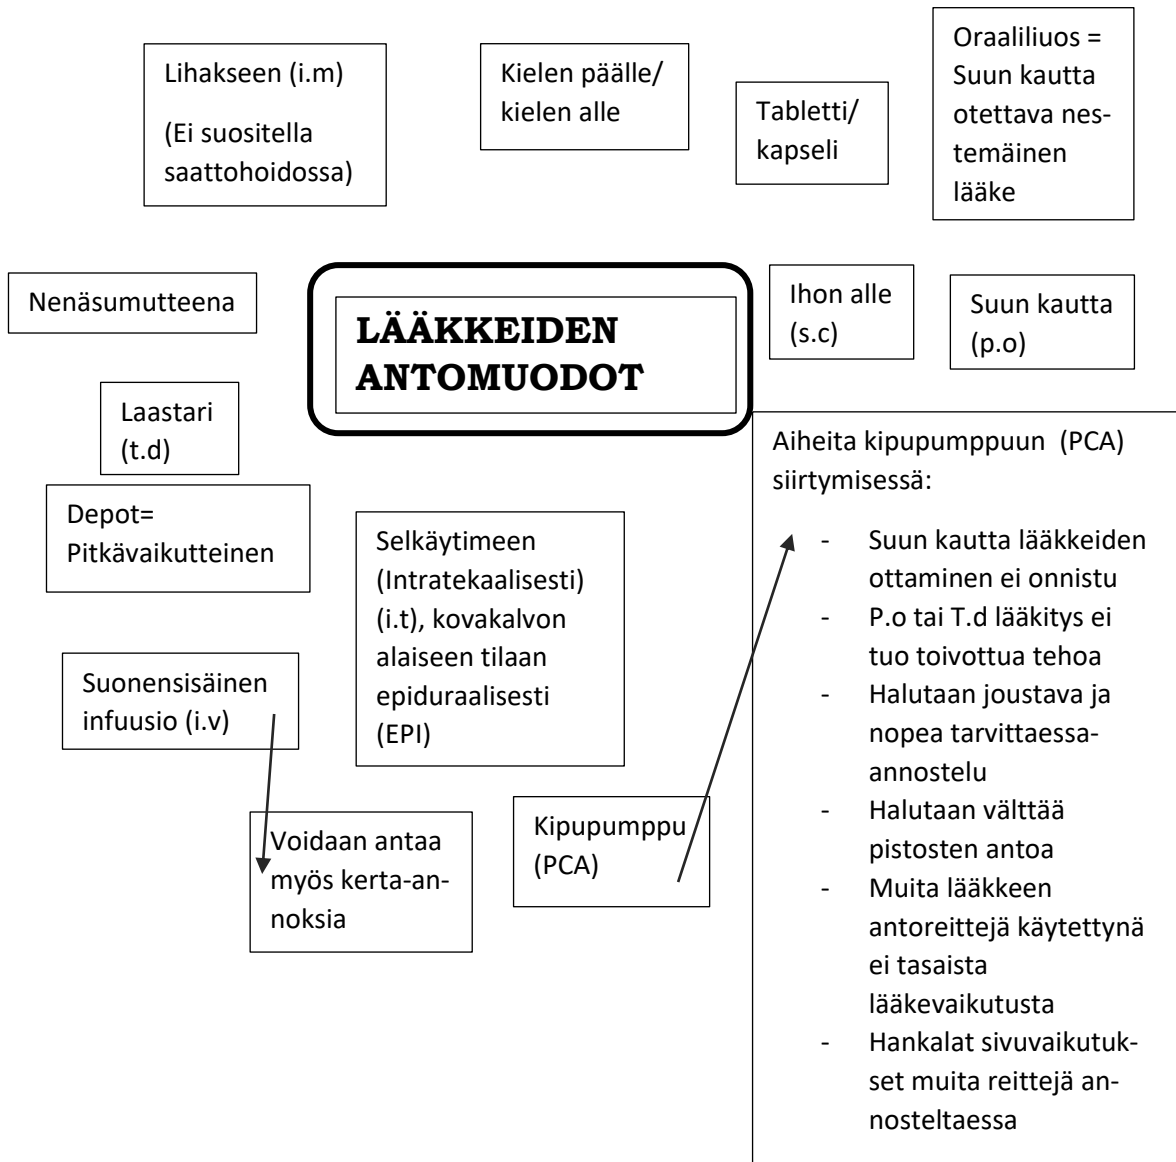 Lihakseen (i.m)
(Ei suositella
saattohoidossa)
Kielen päälle/
kielen alle
Tabletti/
kapseli
Oraaliliuos =
Suun kautta
otettava nes-
temäinen
lääke
Nenäsumutteena
LÄÄKKEIDEN
ANTOMUODOT
Ihon alle
(s.c)
Suun kautta
(p.o)
Laastari
(t.d)
Depot=
Pitkävaikutteinen
Selkäytimeen
(Intratekaalisesti)
(i.t), kovakalvon
alaiseen tilaan
epiduraalisesti
(EPI)
Suonensisäinen
infuusio (i.v)
Voidaan antaa
myös kerta-an-
noksia
Kipupumppu
(PCA)
Aiheita kipupumppuun (PCA)
siirtymisessä:
- Suun kautta lääkkeiden
ottaminen ei onnistu
- P.o tai T.d lääkitys ei
tuo toivottua tehoa
- Halutaan joustava ja
nopea tarvittaessa-
annostelu
- Halutaan välttää
pistosten antoa
- Muita lääkkeen
antoreittejä käytettynä
ei tasaista
lääkevaikutusta
- Hankalat sivuvaikutuk-
set muita reittejä an-
nosteltaessa